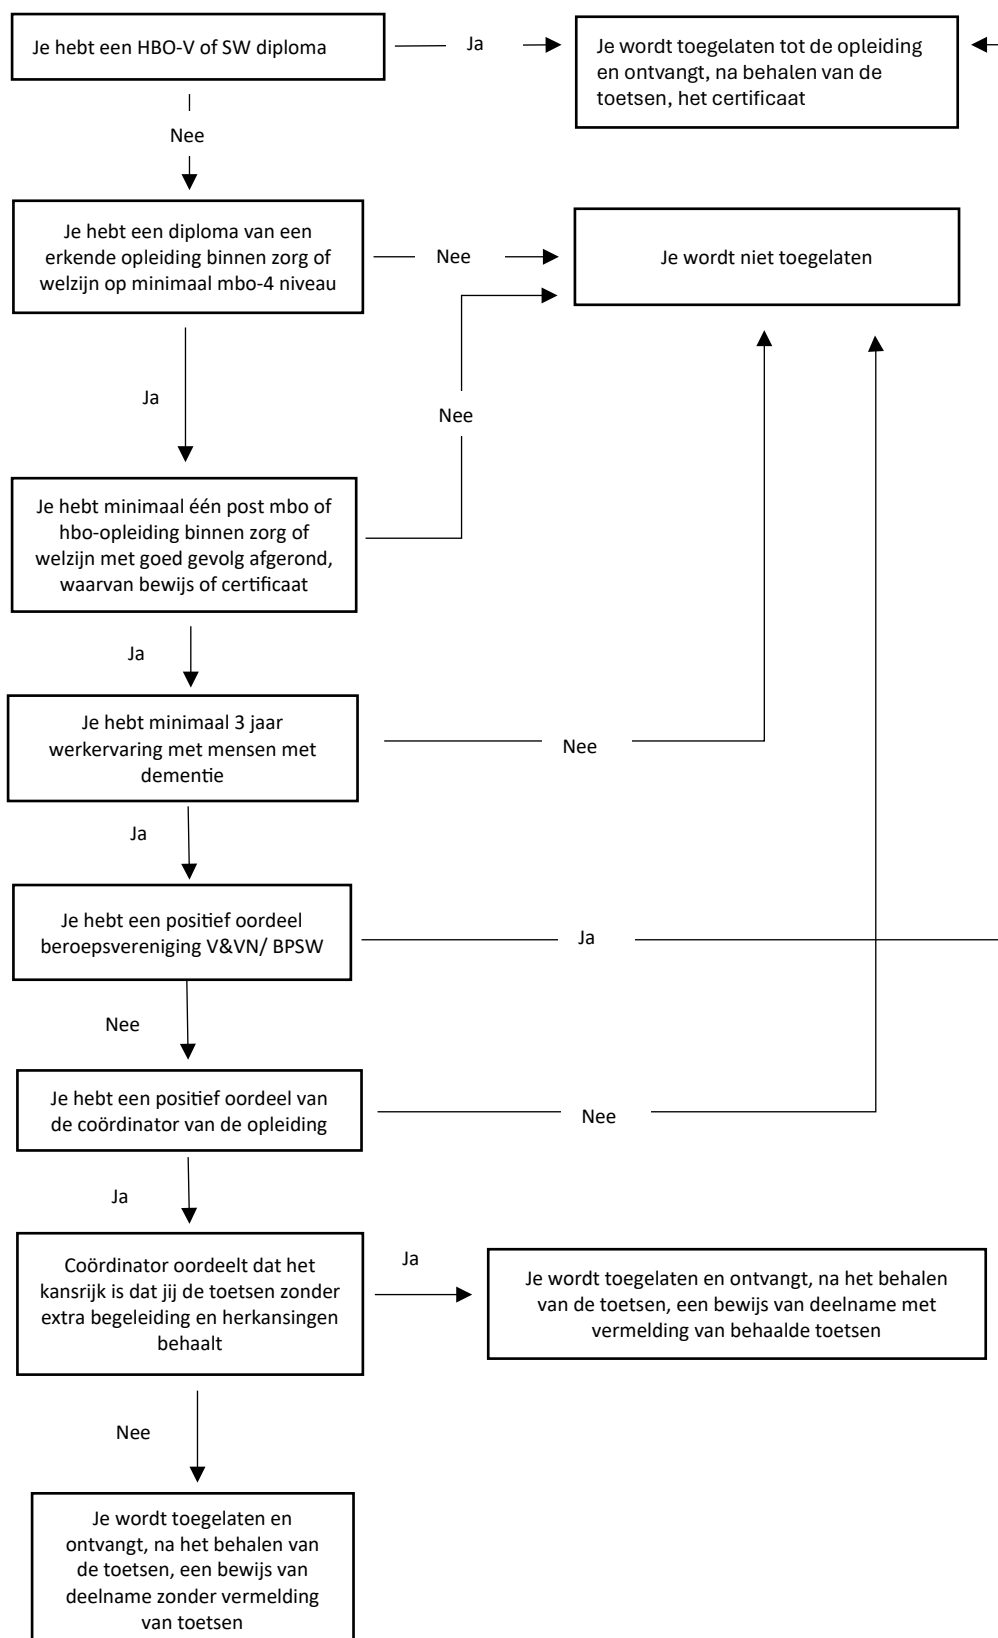 Je hebt een HBO-V of SW diploma
Ja
Je wordt toegelaten tot de opleiding
en ontvangt, na behalen van de
toetsen, het certificaat
Nee
Je hebt een diploma van een
erkende opleiding binnen zorg of
welzijn op minimaal mbo-4 niveau
Nee
Je wordt niet toegelaten
Ja
Nee
Je hebt minimaal één post mbo of
hbo-opleiding binnen zorg of
welzijn met goed gevolg afgerond,
waarvan bewijs of certificaat
Ja
Je hebt minimaal 3 jaar
werkervaring met mensen met
dementie
Nee
Ja
Je hebt een positief oordeel
beroepsvereniging V&VN/ BPSW
Ja
Nee
Je hebt een positief oordeel van
de coördinator van de opleiding
Nee
Ja
Coördinator oordeelt dat het
kansrijk is dat jij de toetsen zonder
extra begeleiding en herkansingen
behaalt
Ja
Je wordt toegelaten en ontvangt, na het behalen
van de toetsen, een bewijs van deelname met
vermelding van behaalde toetsen
Nee
Je wordt toegelaten en
ontvangt, na het behalen van
de toetsen, een bewijs van
deelname zonder vermelding
van toetsen